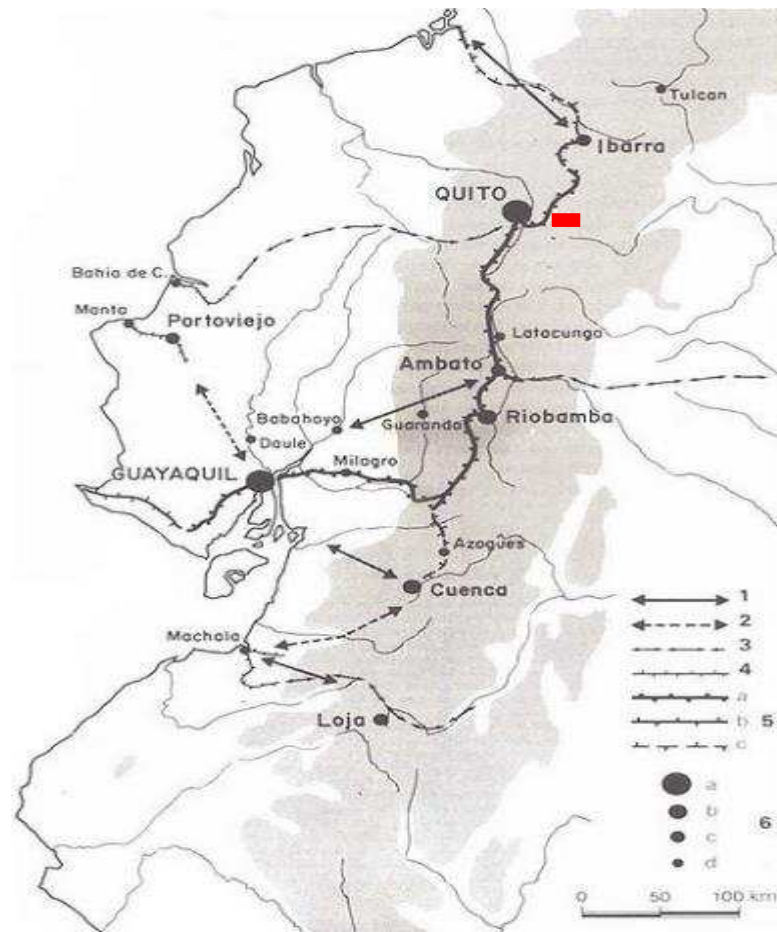 Tulcan
Ibarra
QUITO
Bahia de C.
Manta
Portoviejo
Latacunga
Ambato
Babahoyo
Guaranda
Riobamba
Daule
GUAYAQUIL
Milagro
Azogues
Cuenca
Machala
Loja
1
2
3
4
a
b 5
c
a
b
c 6
d
0 50 100 km